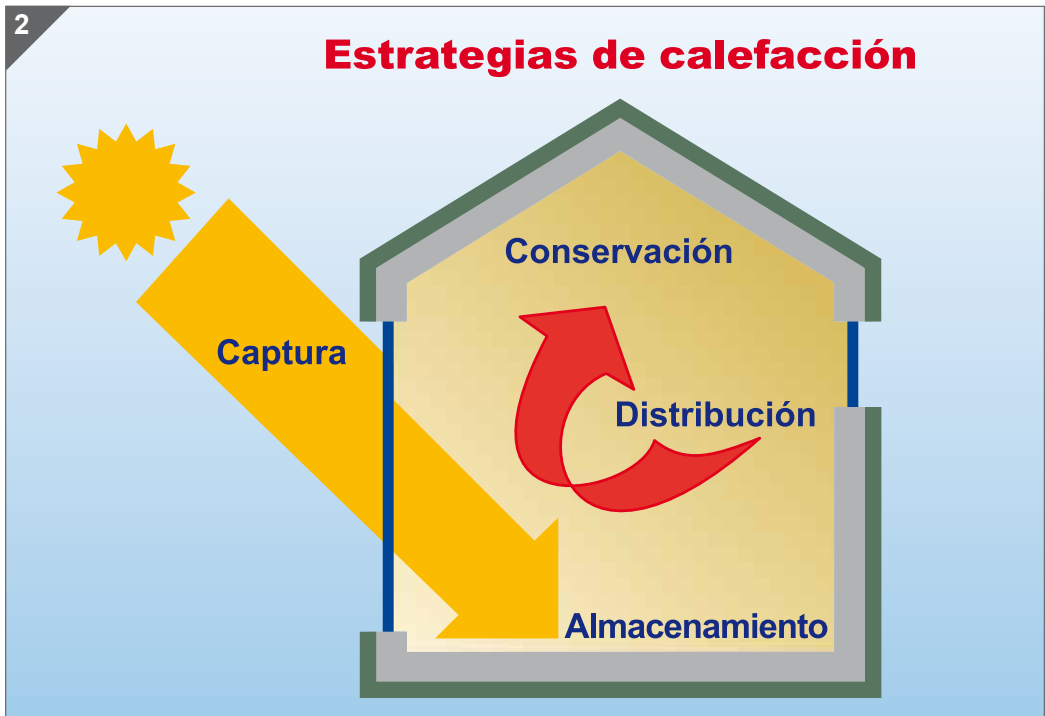 2
Estrategias de calefacción
Conservación
Captura
Distribución
Almacenamiento